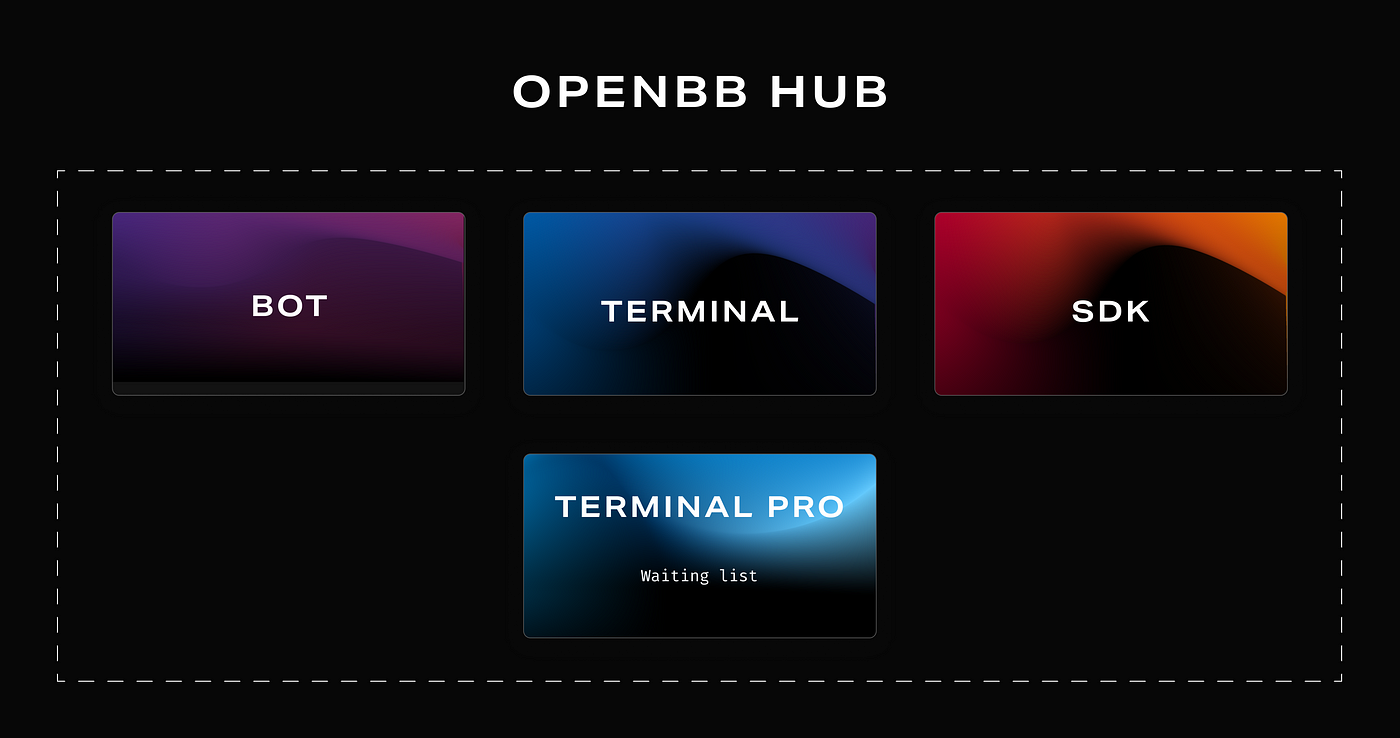 OPENBB HUB
BOT
TERMINAL
SDK
TERMINAL PRO
Waiting list